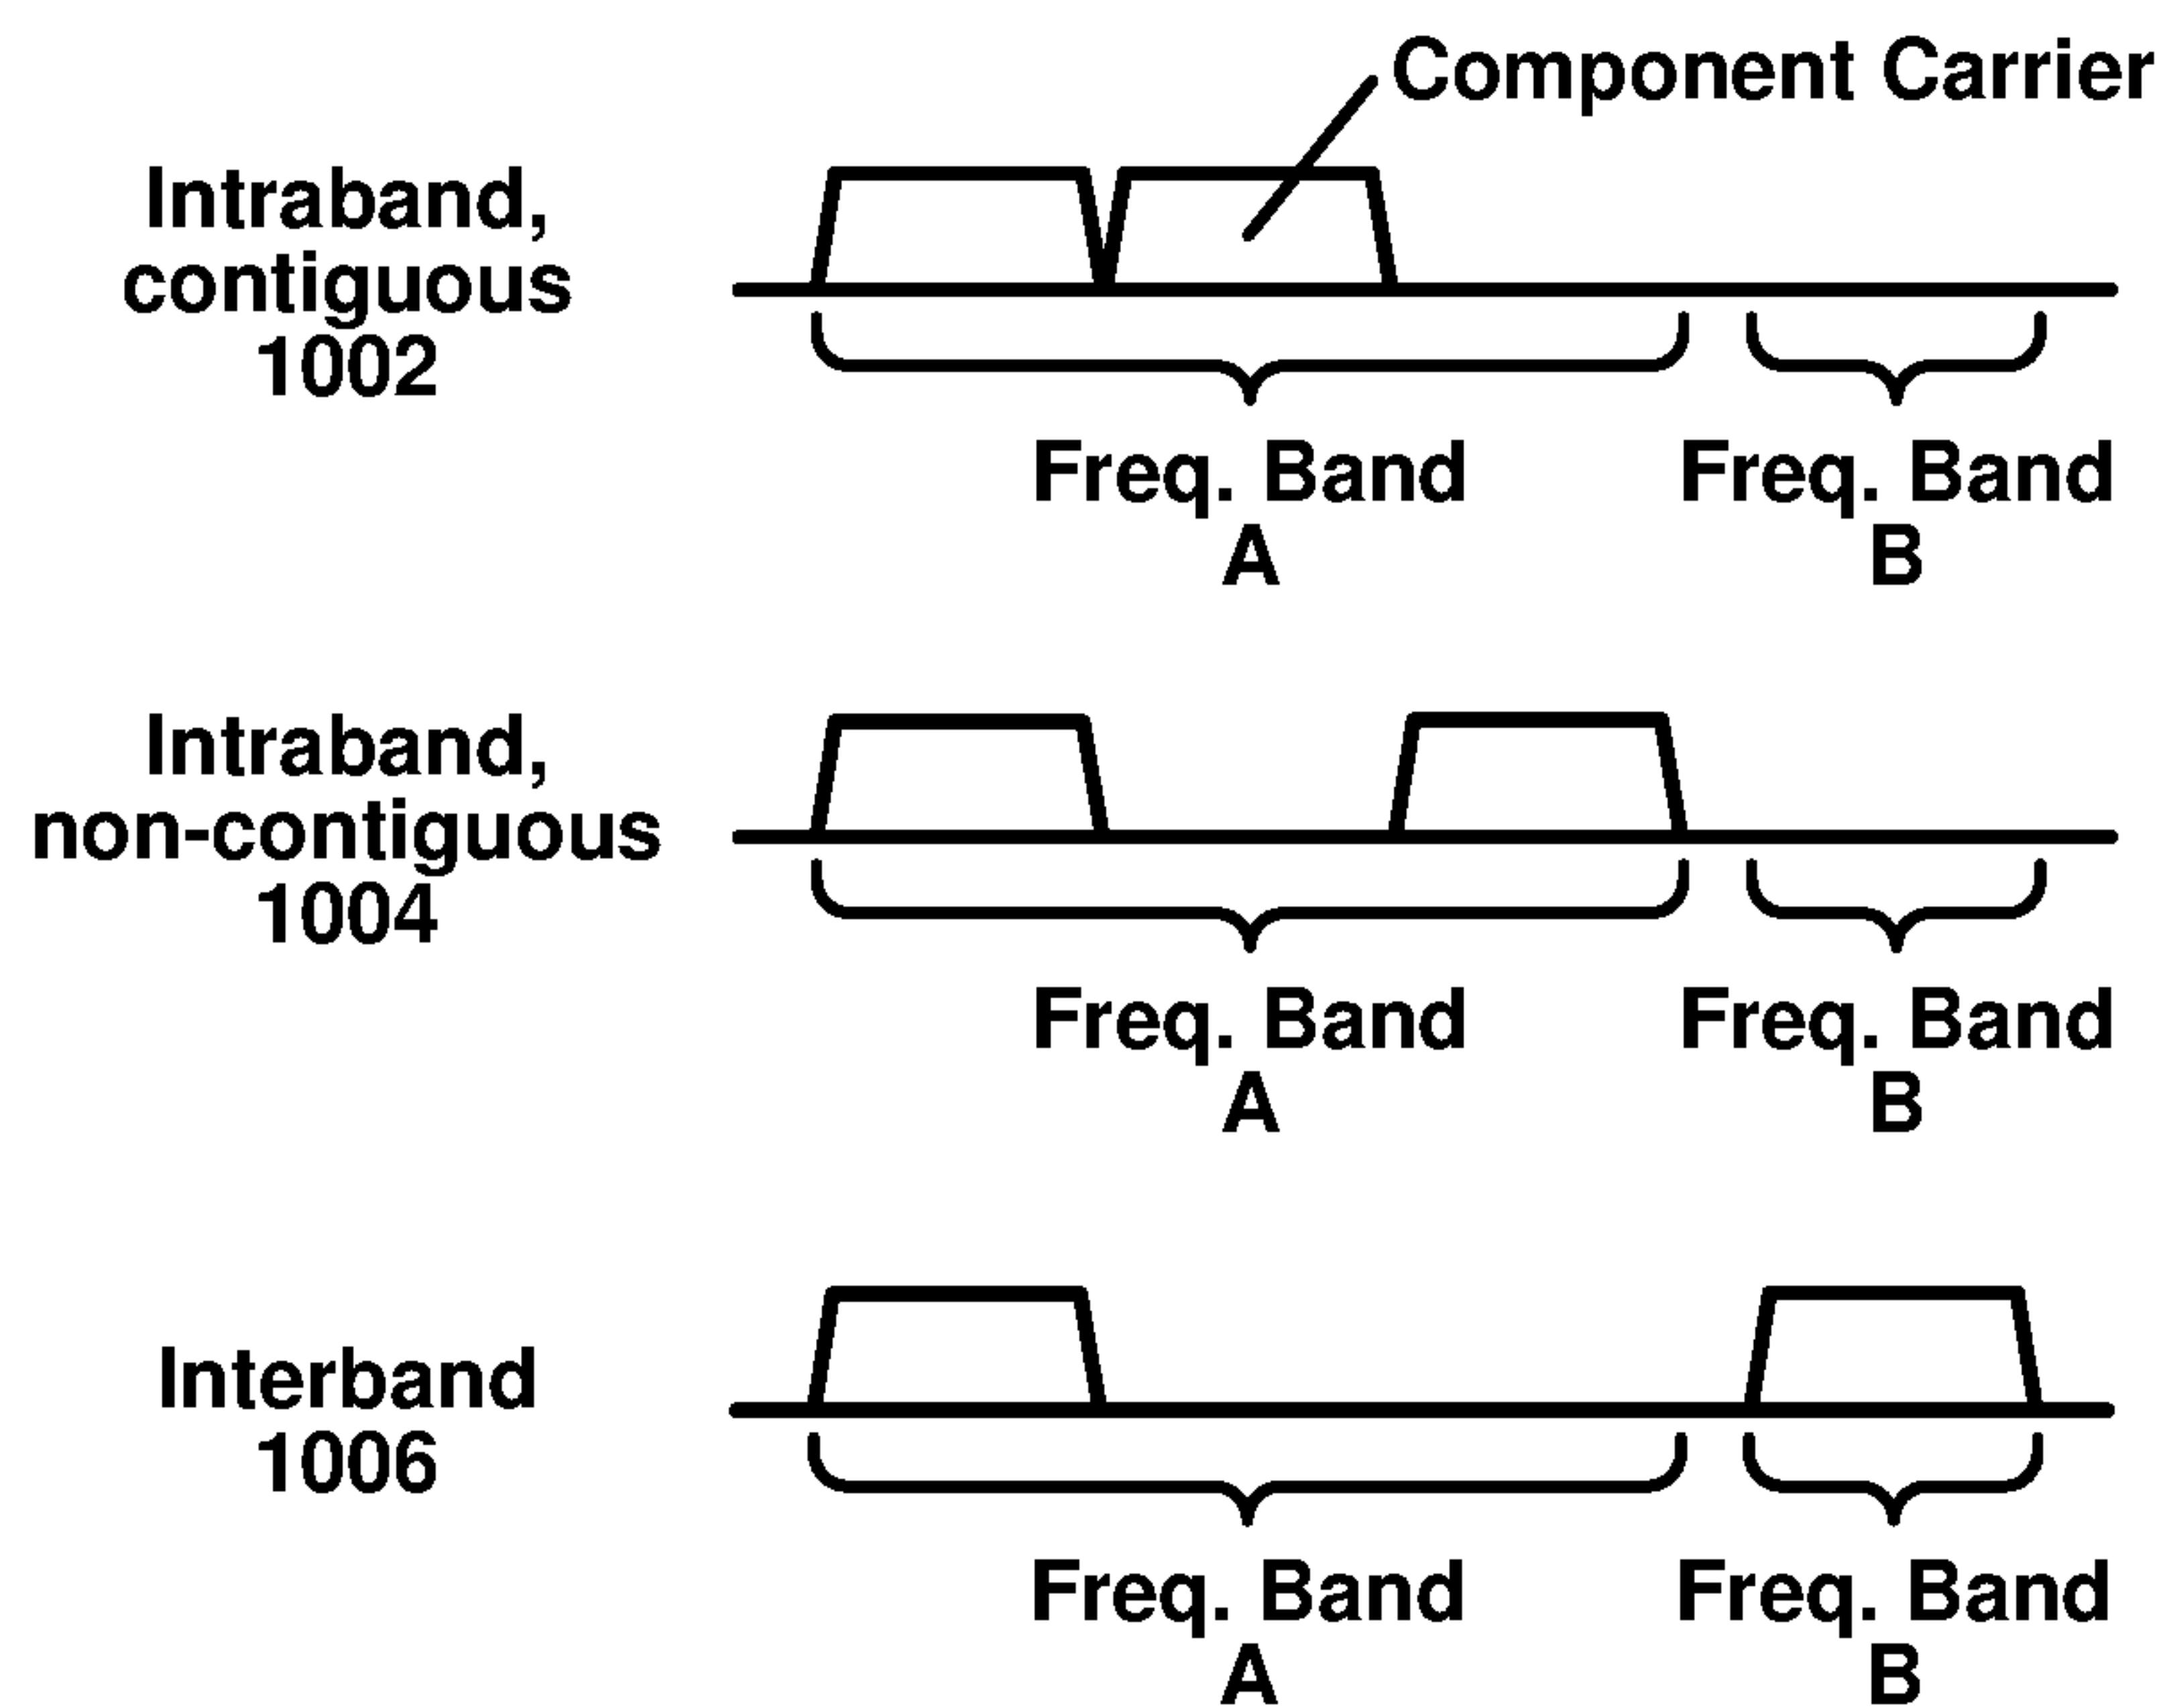 Component Carrier
Intraband,
contiguous
1002
Freq. Band
A
Freq. Band
B
Intraband,
non-contiguous
1004
Freq. Band
A
Freq. Band
B
Interband
1006
Freq. Band
A
Freq. Band
B